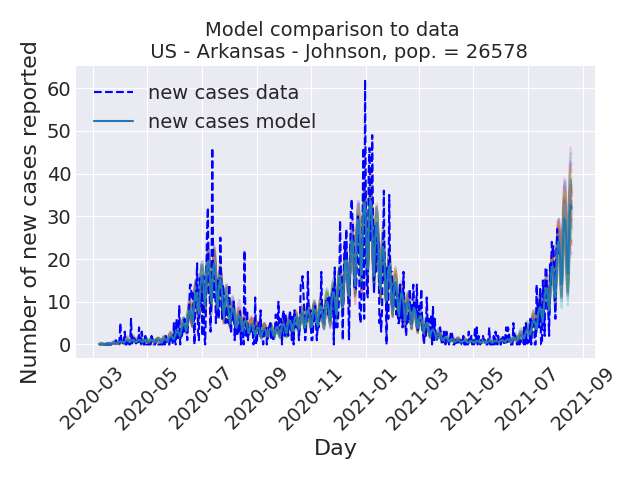 Model comparison to data
US - Arkansas - Johnson, pop. = 26578
Number of new cases reported
60
50
40
30
20
10
0
new cases data
new cases model
2020-03
2020-05
2020-07
2020-09
2020-11
2021-01
2021-03
2021-05
2021-07
2021-09
Day